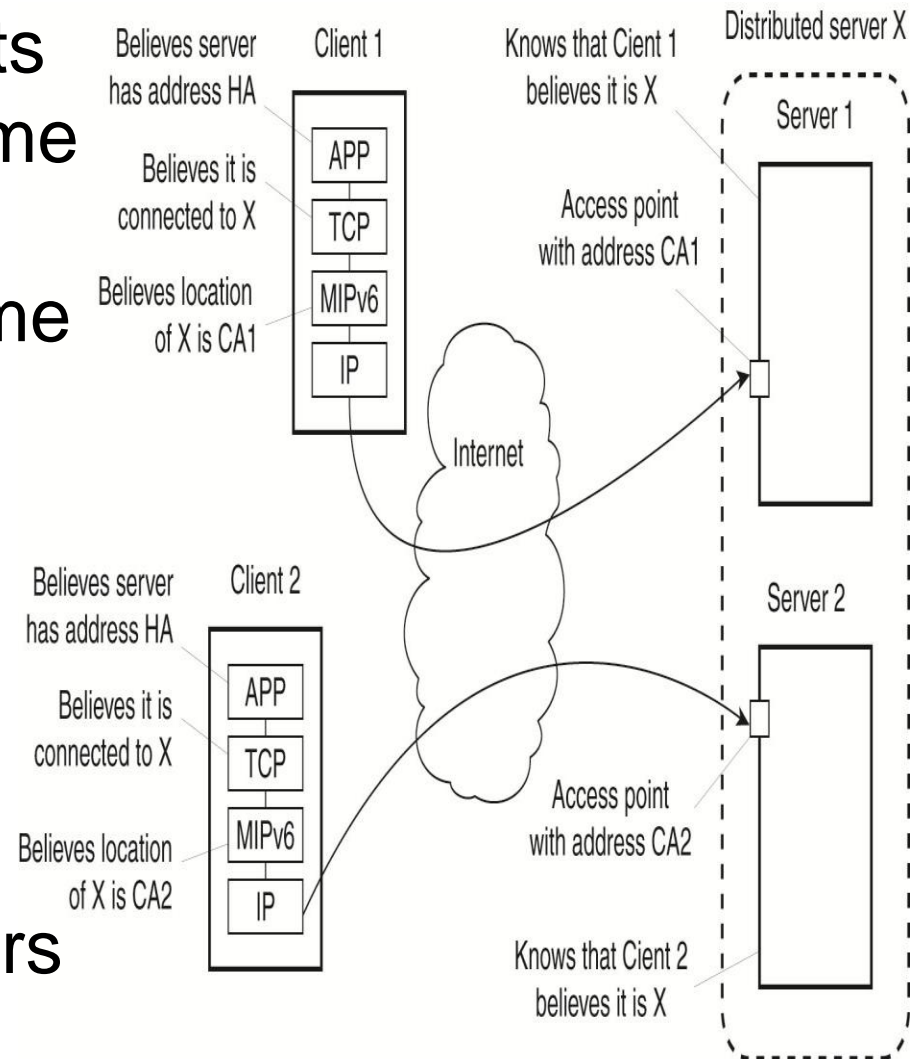 ts
me
me
rs
Distributed server X
Believes server
has address HA
Client 1
Knows that Cient 1
believes it is X
Server 1
APP
Believes it is
connected to X
TCP
Access point
with address CA1
Believes location
of X is CA1
MIPv6
IP
Internet
Believes server
has address HA
Client 2
Server 2
APP
Believes it is
connected to X
TCP
Access point
with address CA2
Believes location
of X is CA2
MIPv6
IP
Knows that Cient 2
believes it is X